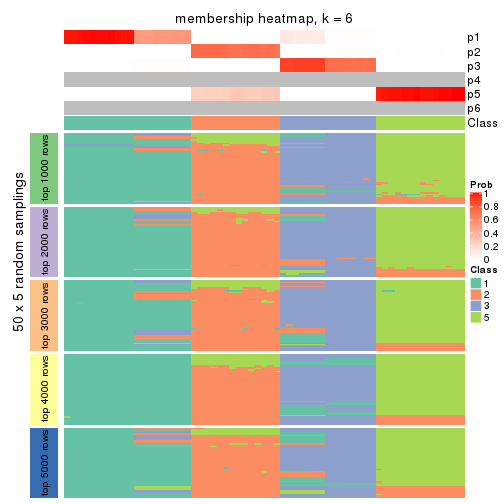 membership heatmap, k = 6
p1
p2
p3
p4
p5
p6
Class
50 x 5 random samplings
top 1000 rows
top 2000 rows
top 3000 rows
top 4000 rows
top 5000 rows
Prob
1
0.8
0.6
0.4
0.2
0
Class
1
2
3
5